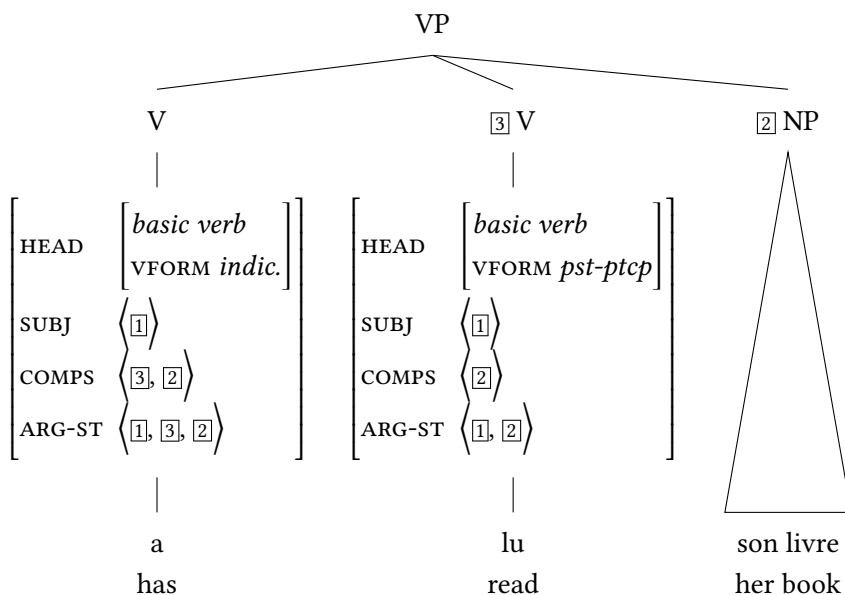 VP
V 3 V 2 NP
HEAD [basic verb VFORM indic.] HEAD [basic verb VFORM pst-ptcp]
SUBJ ⟨1⟩ SUBJ ⟨1⟩
COMPS ⟨3, 2⟩ COMPS ⟨2⟩
ARG-ST ⟨1, 3, 2⟩ ARG-ST ⟨1, 2⟩
a lu son livre
has read her book